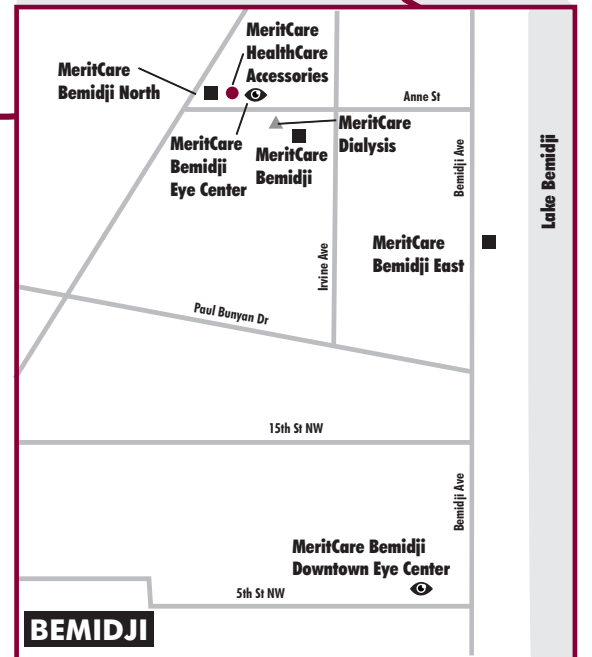 MeritCare
HealthCare
Accessories
MeritCare
Bemidji North
Anne St
MeritCare
Bemidji
Eye Center
MeritCare
Bemidji
MeritCare
Dialysis
Bemidji Ave
Lake Bemidji
MeritCare
Bemidji East
Irvine Ave
Paul Bunyan Dr
15th St NW
Bemidji Ave
MeritCare Bemidji
Downtown Eye Center
5th St NW
BEMIDJI